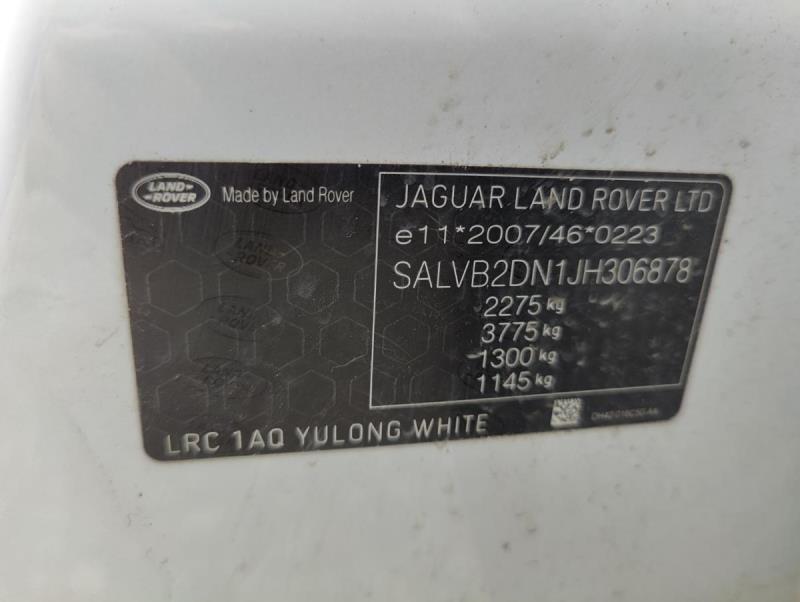 LAND-
ROVER
Made by Land Rover
JAGUAR LAND ROVER LTD
e11*2007/46*0223
SALVB2DN1JH306878
2275 kg
3775 kg
1300 kg
1145 kg
LRC 1AQ YULONG WHITE